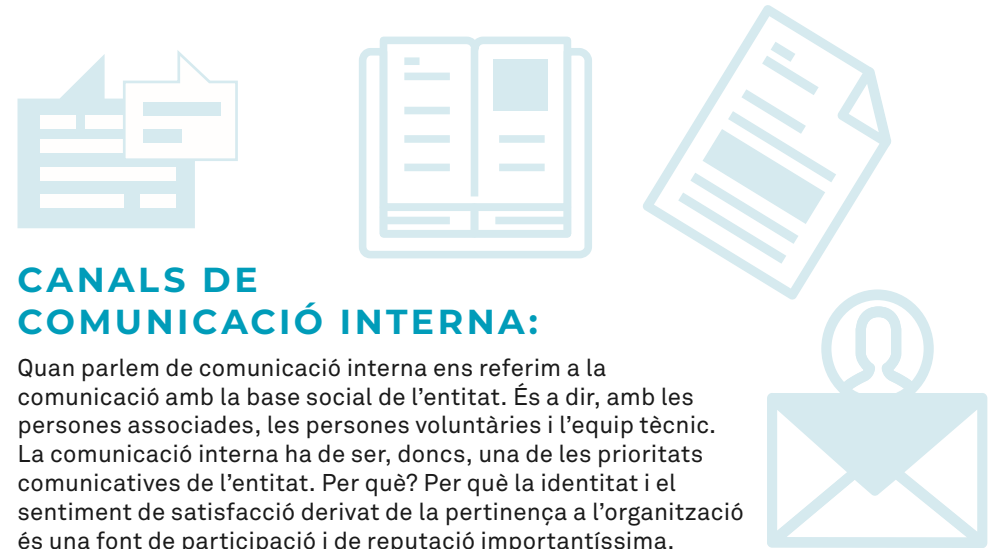 CANALS DE
COMUNICACIÓ INTERNA:
Quan parlem de comunicació interna ens referim a la
comunicació amb la base social de l’entitat. És a dir, amb les
persones associades, les persones voluntàries i l’equip tècnic.
La comunicació interna ha de ser, doncs, una de les prioritats
comunicatives de l’entitat. Per què? Per què la identitat i el
sentiment de satisfacció derivat de la pertinença a l’organització
és una font de participació i de reputació importantíssima.